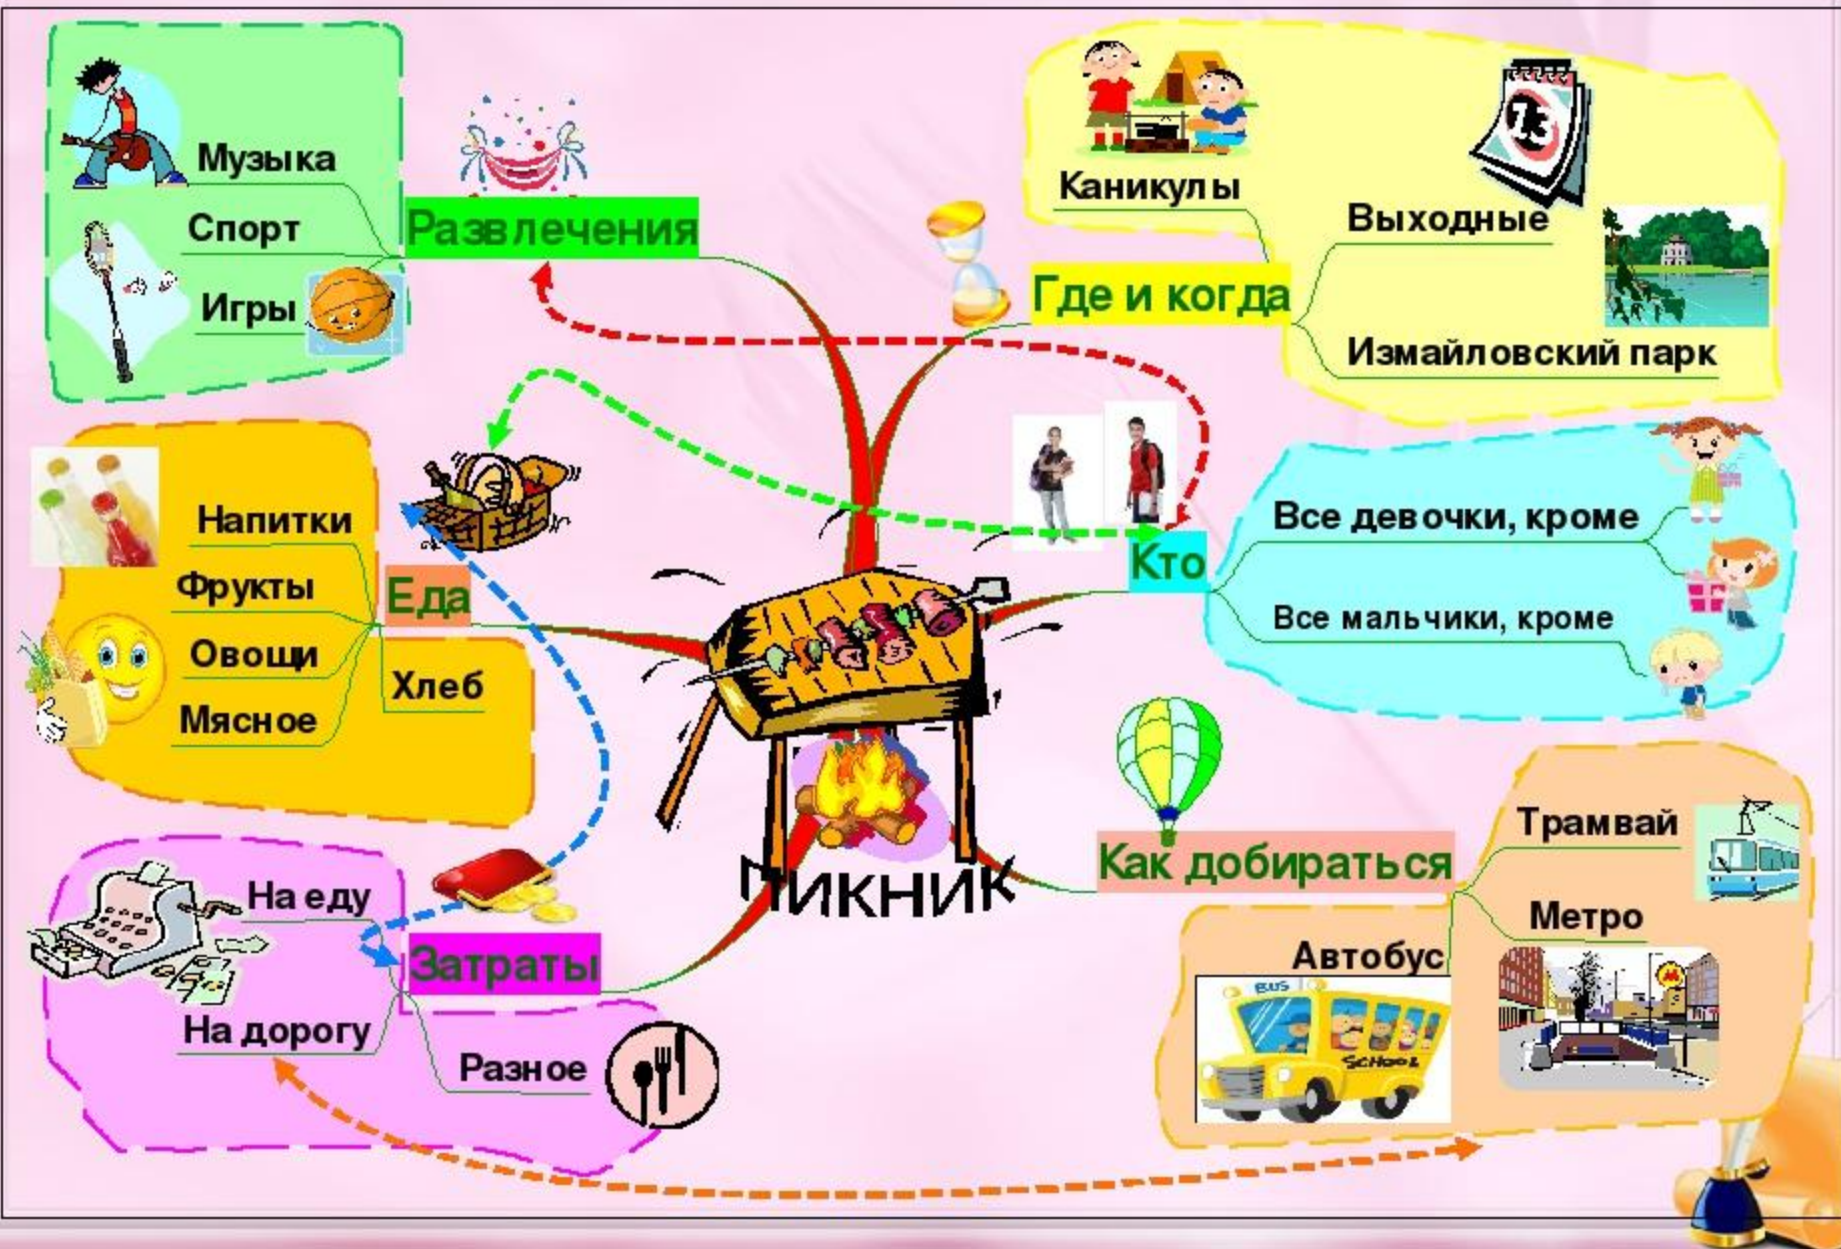 Музыка
Спорт
Игры
Развлечения
Каникулы
Выходные
Где и когда
Измайловский парк
Напитки
Фрукты
Овощи
Мясное
Хлеб
Еда
Кто
Все девочки, кроме
Все мальчики, кроме
ПИКНИК
Как добираться
Трамвай
Метро
Автобус
BUS
SCHOOL
М
На еду
Затраты
На дорогу
Разное